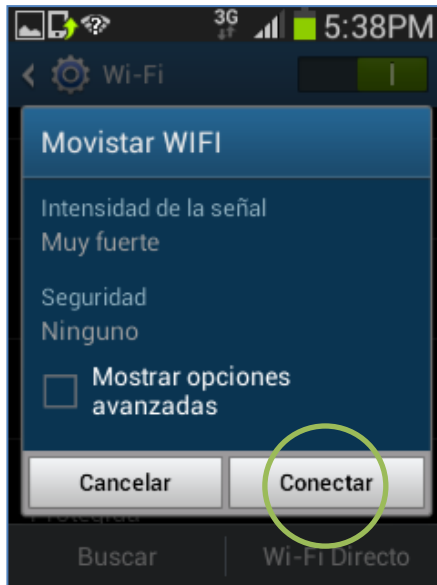 3G 5:38PM
Wi-Fi
Movistar WIFI
Intensidad de la señal
Muy fuerte
Seguridad
Ninguno
Mostrar opciones
avanzadas
Cancelar Conectar
Protegida
Buscar Wi-Fi Directo